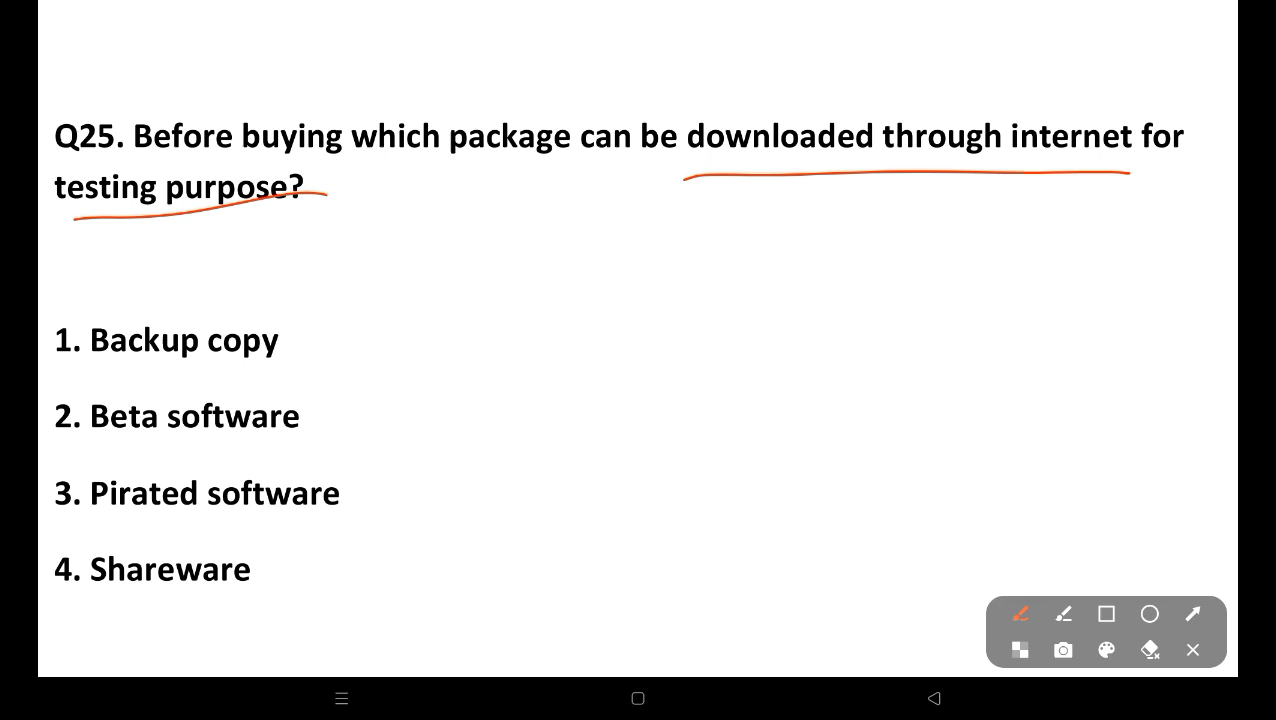 Q25. Before buying which package can be downloaded through internet for
testing purpose?
1. Backup copy
2. Beta software
3. Pirated software
4. Shareware